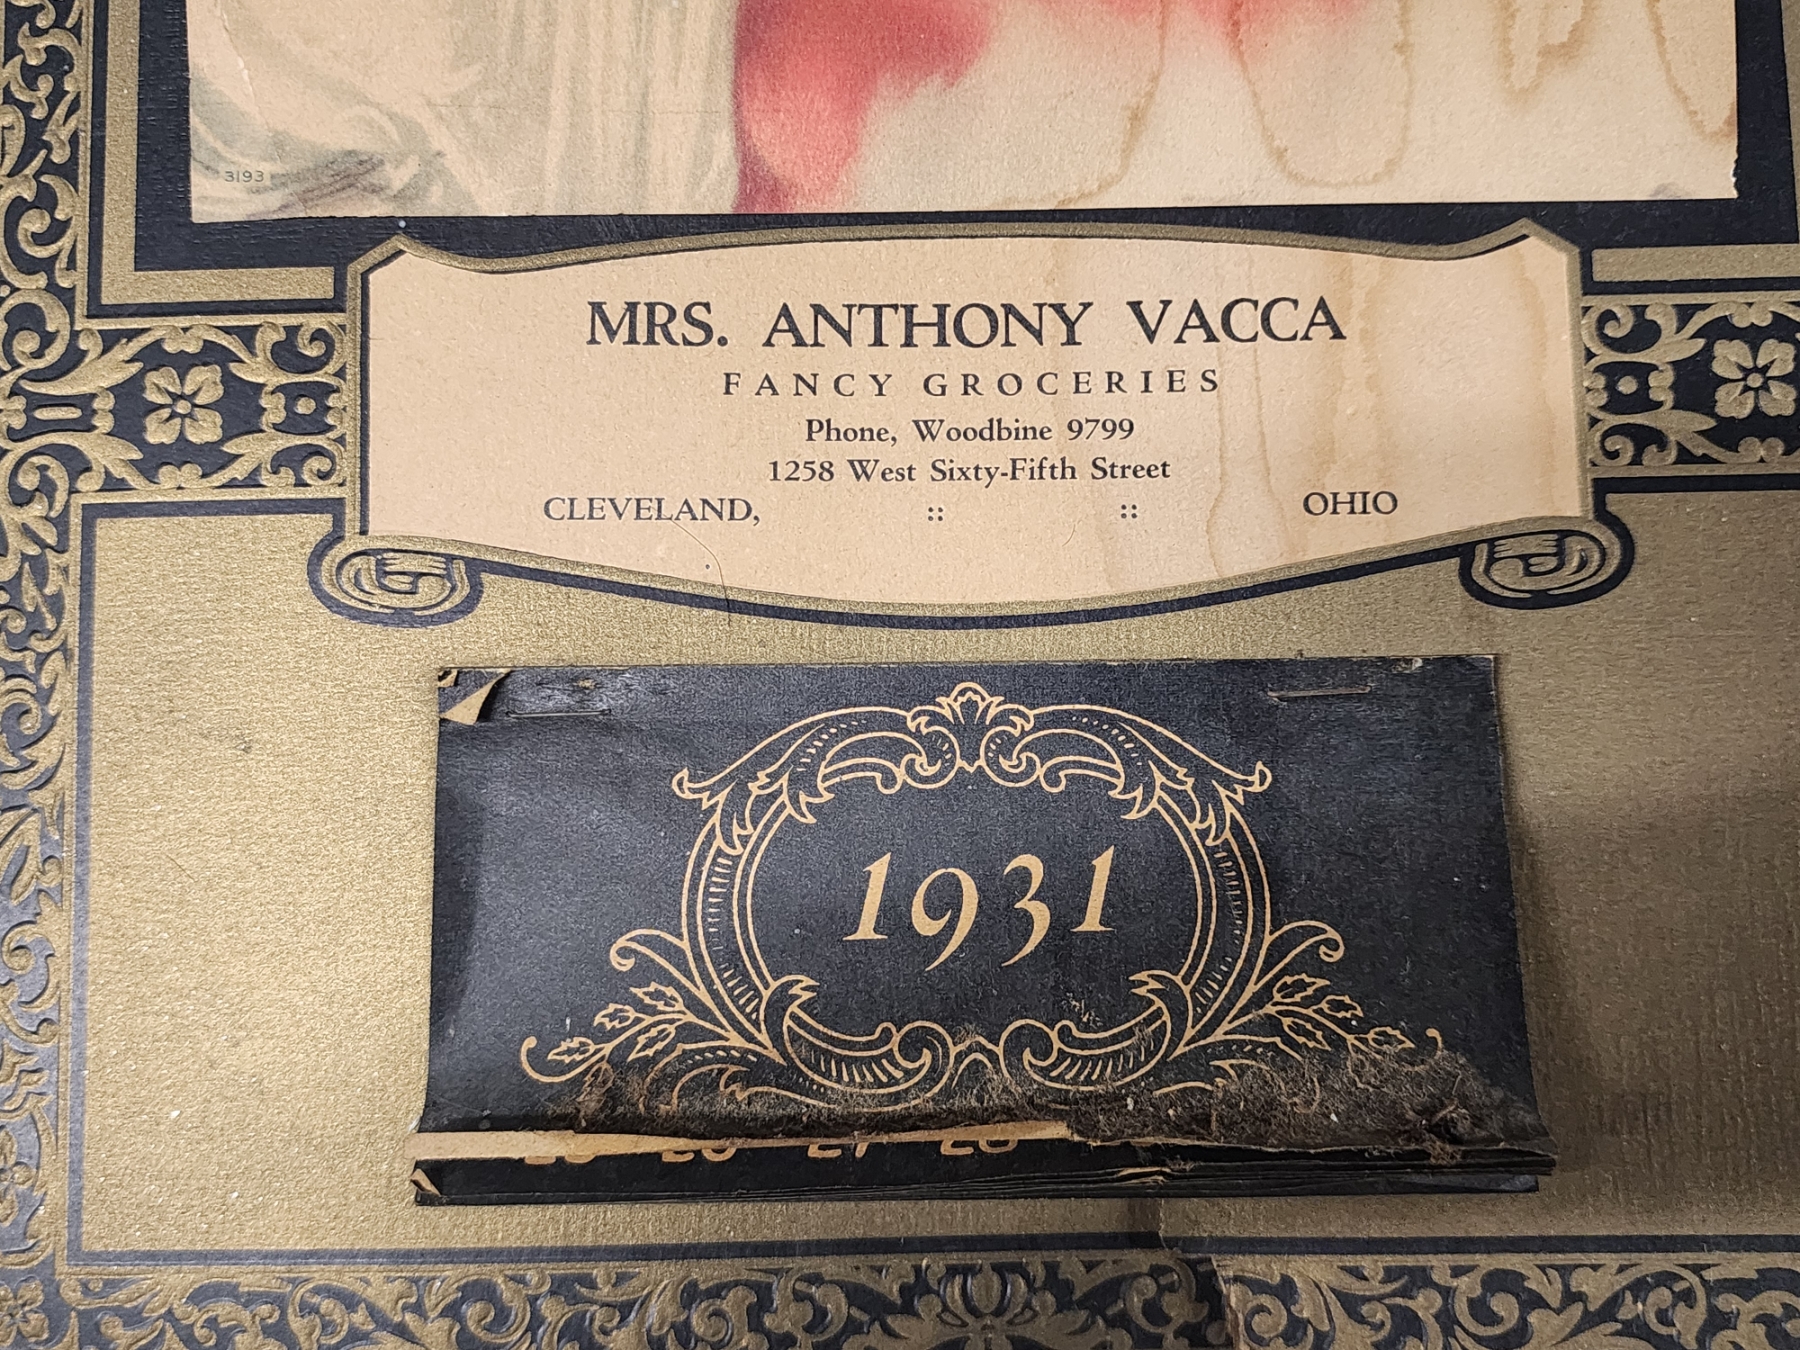 3193
MRS. ANTHONY VACCA
FANCY GROCERIES
Phone, Woodbine 9799
1258 West Sixty-Fifth Street
CLEVELAND, :: :: OHIO
1931